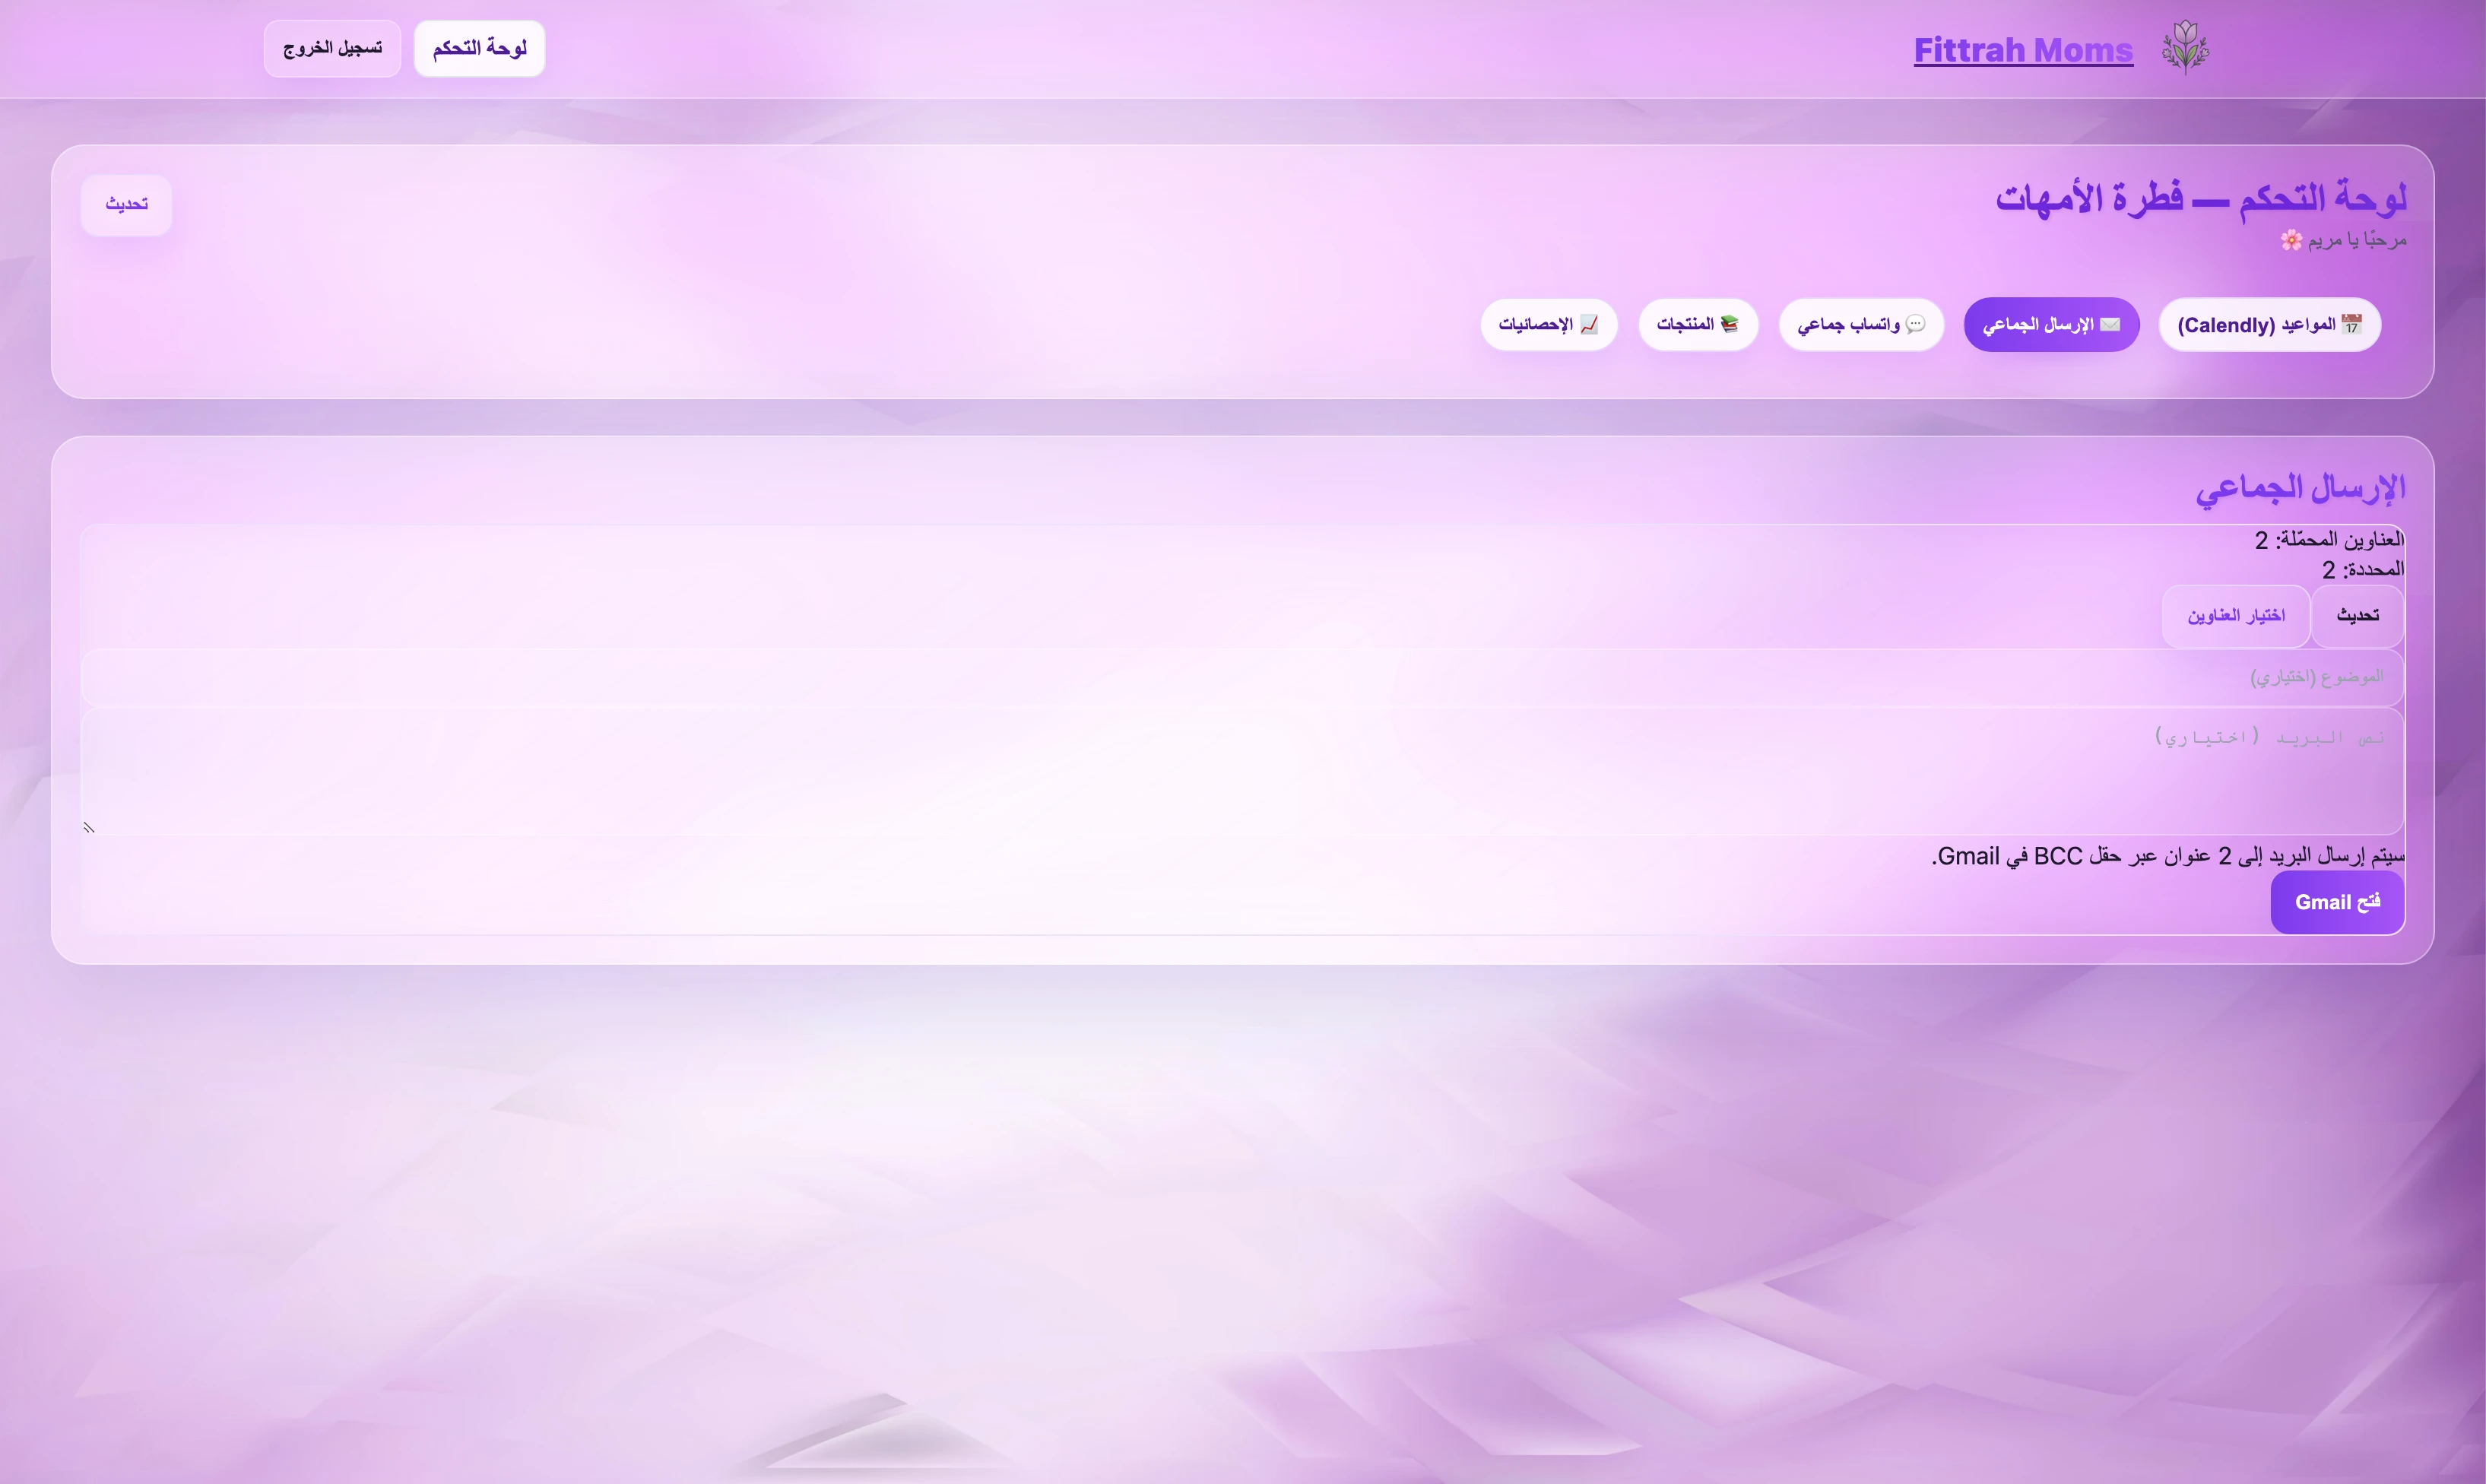 Fittrah Moms
لوحة التحكم
تسجيل الخروج
لوحة التحكم — فطرة الأمهات
مرحبًا يا مريم 🌸
تحديث
📅 المواعيد (Calendly)
✉️ الإرسال الجماعي
💬 واتساب جماعي
📚 المنتجات
📈 الإحصائيات
الإرسال الجماعي
العناوين المحمّلة: 2
المحددة: 2
تحديث
اختيار العناوين
الموضوع (اختياري)
نص البريد (اختياري)
سيتم إرسال البريد إلى 2 عنوان عبر حقل BCC في Gmail.
فتح Gmail